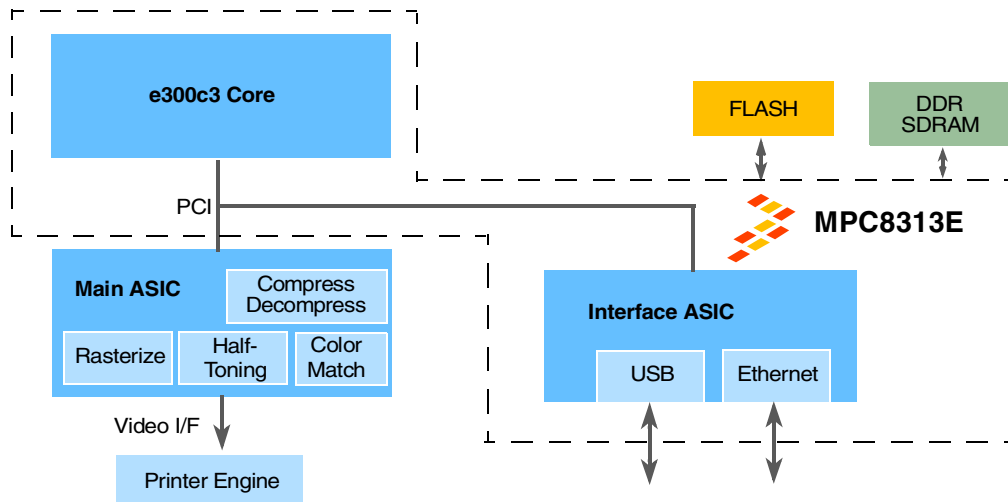 e300c3 Core
FLASH
DDR
SDRAM
PCI
MPC8313E
Main ASIC
Compress
Decompress
Rasterize
Half-
Toning
Color
Match
Interface ASIC
USB
Ethernet
Video I/F
Printer Engine